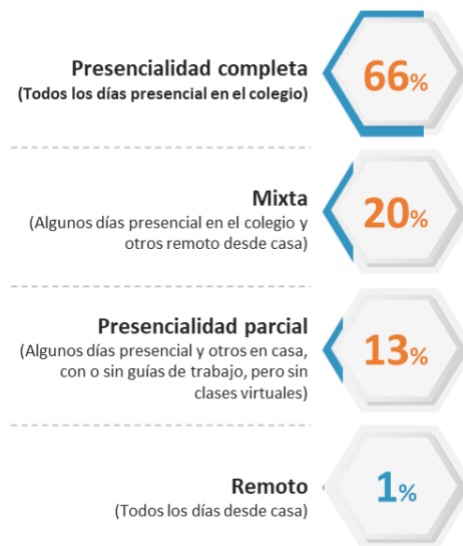 Presencialidad completa
(Todos los días presencial en el colegio)
66%
Mixta
(Algunos días presencial en el colegio y
otros remoto desde casa)
20%
Presencialidad parcial
(Algunos días presencial y otros en casa,
con o sin guías de trabajo, pero sin
clases virtuales)
13%
Remoto
(Todos los días desde casa)
1%